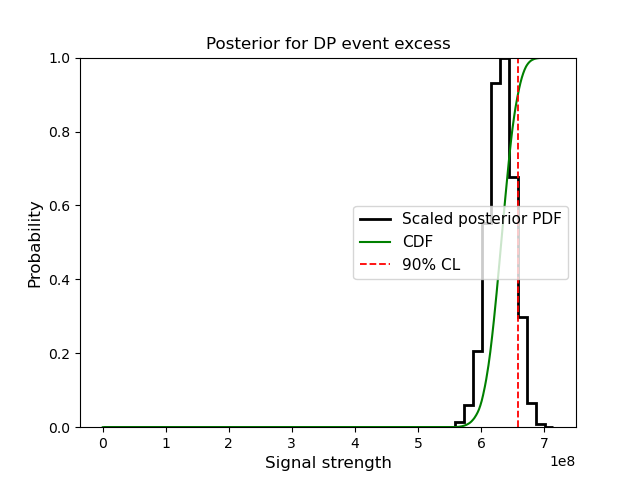 Posterior for DP event excess
1.0
0.8
0.6
0.4
0.2
0.0
Probability
Scaled posterior PDF
CDF
90% CL
0 1 2 3 4 5 6 7
1e8
Signal strength